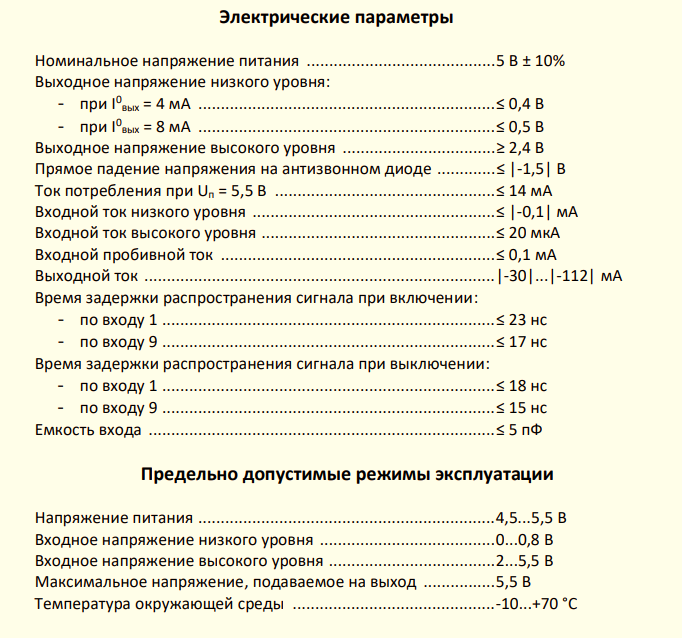 Электрические параметры
Номинальное напряжение питания ............................................5 В ± 10%
Выходное напряжение низкого уровня:
- при I⁰вых = 4 мА ....................................................................≤ 0,4 В
- при I⁰вых = 8 мА ....................................................................≤ 0,5 В
Выходное напряжение высокого уровня ...................................≥ 2,4 В
Прямое падение напряжения на антизвонном диоде .............≤ |-1,5| В
Ток потребления при Uп = 5,5 В ..................................................≤ 14 мА
Входной ток низкого уровня .......................................................≤ |-0,1| мА
Входной ток высокого уровня .....................................................≤ 20 мкА
Входной пробивной ток ..............................................................≤ 0,1 мА
Выходной ток ................................................................................|-30|...|-112| мА
Время задержки распространения сигнала при включении:
- по входу 1 ............................................................................≤ 23 нс
- по входу 9 ............................................................................≤ 17 нс
Время задержки распространения сигнала при выключении:
- по входу 1 ............................................................................≤ 18 нс
- по входу 9 ............................................................................≤ 15 нс
Емкость входа ...............................................................................≤ 5 пФ
Предельно допустимые режимы эксплуатации
Напряжение питания ....................................................................4,5...5,5 В
Входное напряжение низкого уровня ........................................0...0,8 В
Входное напряжение высокого уровня ......................................2...5,5 В
Максимальное напряжение, подаваемое на выход ................5,5 В
Температура окружающей среды ..............................................-10...+70 °С